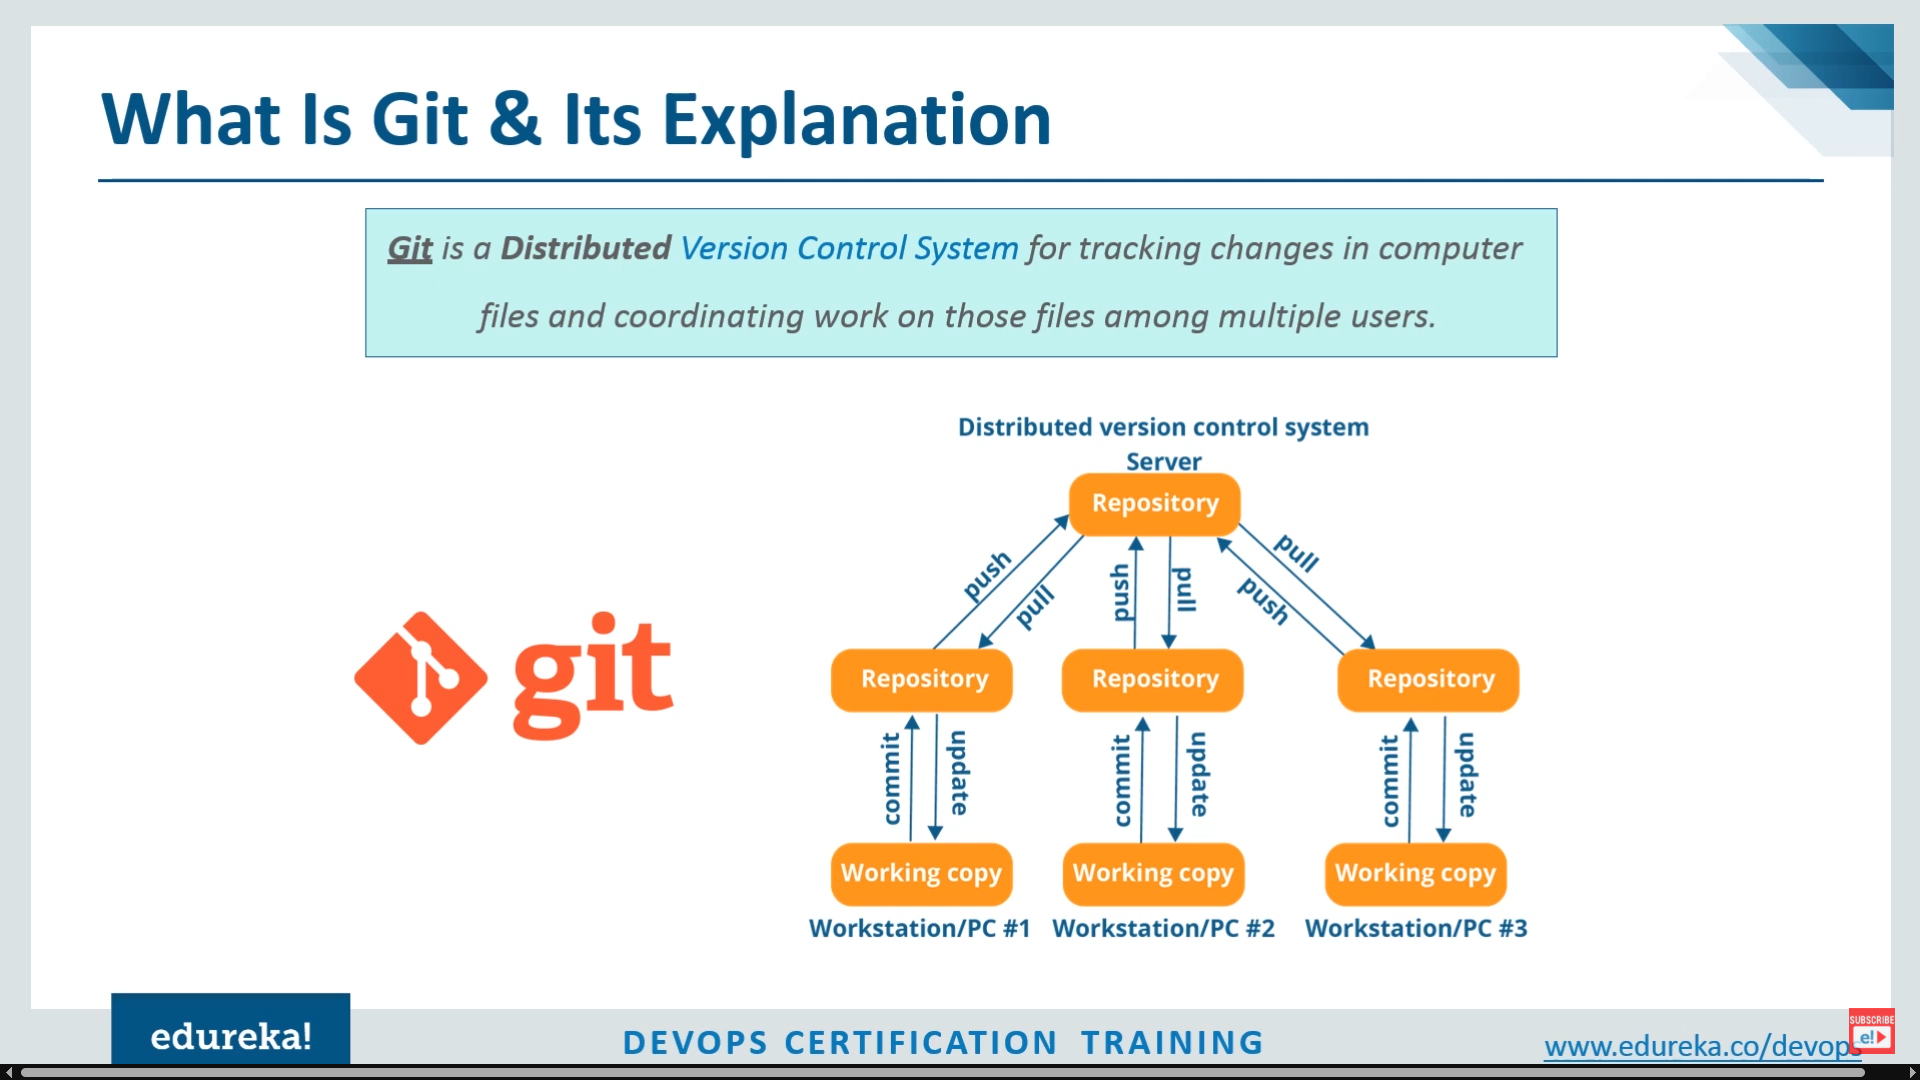 What Is Git & Its Explanation
Git is a Distributed Version Control System for tracking changes in computer
files and coordinating work on those files among multiple users.
Distributed version control system
Server
Repository
push
pull
push
pull
push
pull
git
Repository
Repository
Repository
commit
update
commit
update
commit
update
Working copy
Working copy
Working copy
Workstation/PC #1
Workstation/PC #2
Workstation/PC #3
edureka!
DEVOPS CERTIFICATION TRAINING
www.edureka.co/devops
SUBSCRIBE
e!